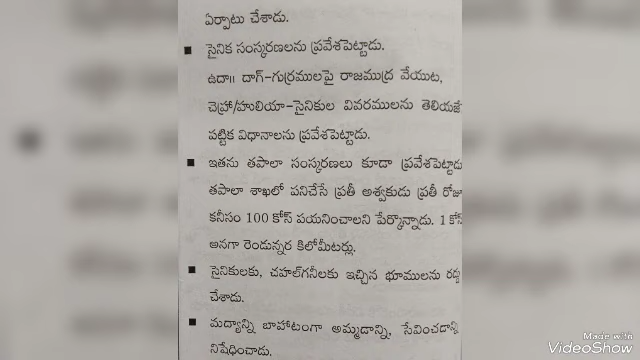 ఏర్పాటు చేశాడు.
■ సైనిక సంస్కరణలను ప్రవేశపెట్టాడు.
ఉదా॥ దాగ్-గుర్రములపై రాజముద్ర వేయుట,
చెహ్రా/హులియా-సైనికుల వివరములను తెలియజే
పట్టిక విధానాలను ప్రవేశపెట్టాడు.
■ ఇతను తపాలా సంస్కరణలు కూడా ప్రవేశపెట్టాడు
తపాలా శాఖలో పనిచేసే ప్రతీ అశ్వకుడు ప్రతీ రోజు
కనీసం 100 కోస్ పయనించాలని పేర్కొన్నాడు. 1 కోస్
అనగా రెండున్నర కిలోమీటర్లు.
■ సైనికులకు, చహల్‌గనీలకు ఇచ్చిన భూములను రద్దు
చేశాడు.
■ మద్యాన్ని బాహాటంగా అమ్మడాన్ని, సేవించడాన్ని
నిషేధించాడు.
Made with
VideoShow